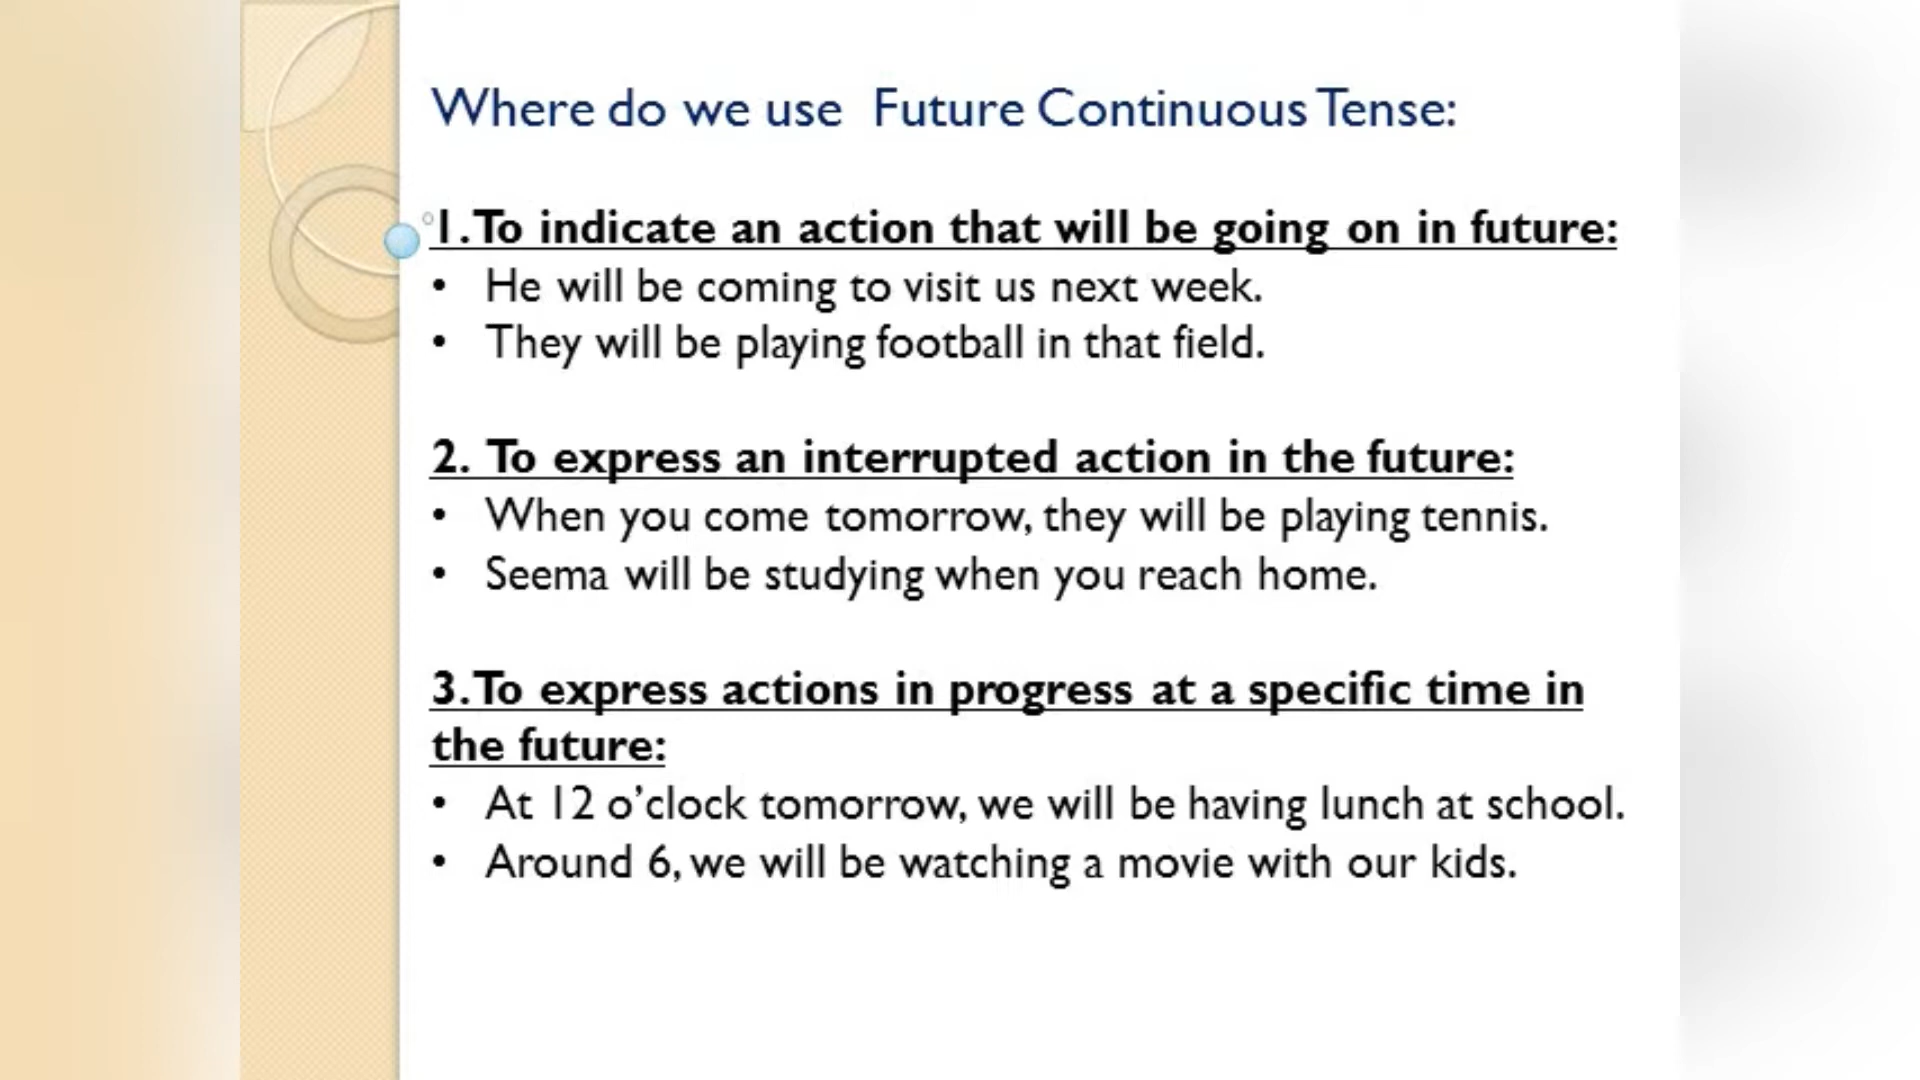 Where do we use Future Continuous Tense:
1.To indicate an action that will be going on in future:
• He will be coming to visit us next week.
• They will be playing football in that field.
2. To express an interrupted action in the future:
• When you come tomorrow, they will be playing tennis.
• Seema will be studying when you reach home.
3.To express actions in progress at a specific time in
the future:
• At 12 o’clock tomorrow, we will be having lunch at school.
• Around 6, we will be watching a movie with our kids.